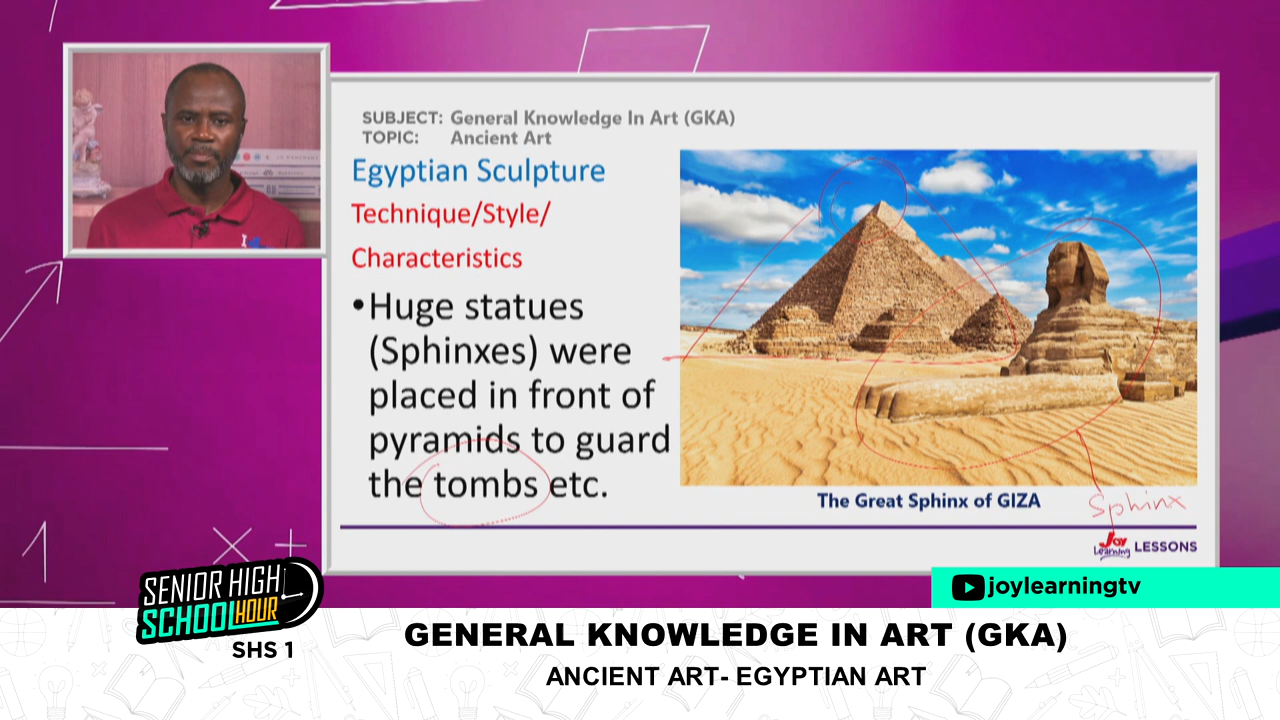 SUBJECT: General Knowledge In Art (GKA)
TOPIC: Ancient Art
Egyptian Sculpture
Technique/Style/
Characteristics
•Huge statues
(Sphinxes) were
placed in front of
pyramids to guard
the tombs etc.
The Great Sphinx of GIZA
Sphinx
Joy
Learning LESSONS
joylearningtv
SENIOR HIGH
SCHOOL HOUR
SHS 1
GENERAL KNOWLEDGE IN ART (GKA)
ANCIENT ART- EGYPTIAN ART